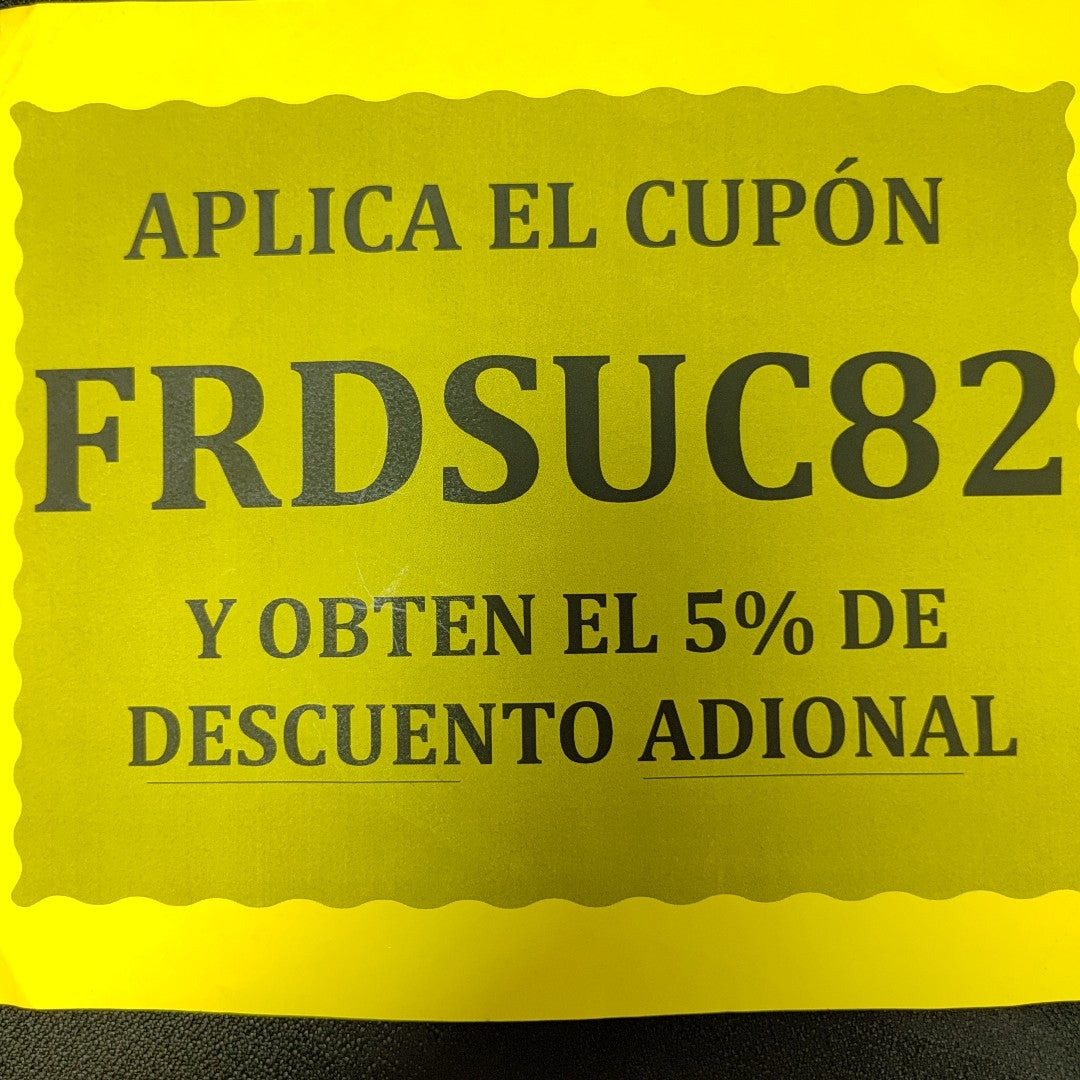 APLICA EL CUPÓN
FRDSUC82
Y OBTEN EL 5% DE
DESCUENTO ADIONAL